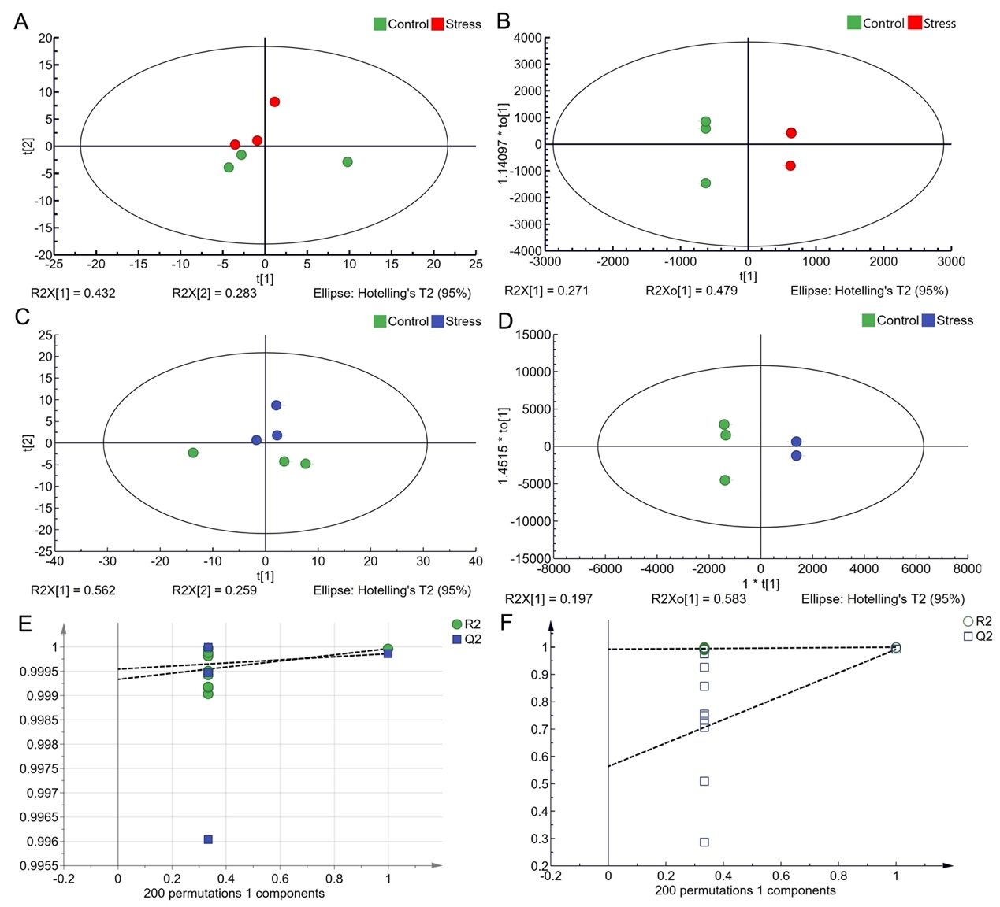 A
Control Stress
20
15
10
5
0
-5
-10
-15
-20
t[2]
-25 -20 -15 -10 -5 0 5 10 15 20 25
t[1]
R2X[1] = 0.432 R2X[2] = 0.283 Ellipse: Hotelling's T2 (95%)
B
Control Stress
4000
3000
2000
1000
0
-1000
-2000
-3000
-4000
1.14097 * to[1]
-3000 -2000 -1000 0 1000 2000 3000
t[1]
R2X[1] = 0.271 R2Xo[1] = 0.479 Ellipse: Hotelling's T2 (95%)
C
Control Stress
25
20
15
10
5
0
-5
-10
-15
-20
-25
t[2]
-40 -30 -20 -10 0 10 20 30 40
t[1]
R2X[1] = 0.562 R2X[2] = 0.259 Ellipse: Hotelling's T2 (95%)
D
Control Stress
15000
10000
5000
0
-5000
-10000
-15000
1.4515 * to[1]
-8000 -6000 -4000 -2000 0 2000 4000 6000 8000
1 * t[1]
R2X[1] = 0.197 R2Xo[1] = 0.583 Ellipse: Hotelling's T2 (95%)
E
R2
Q2
1
0.9995
0.999
0.9985
0.998
0.9975
0.997
0.9965
0.996
0.9955
-0.2 0 0.2 0.4 0.6 0.8 1
200 permutations 1 components
F
R2
Q2
1
0.9
0.8
0.7
0.6
0.5
0.4
0.3
0.2
-0.2 0 0.2 0.4 0.6 0.8 1
200 permutations 1 components